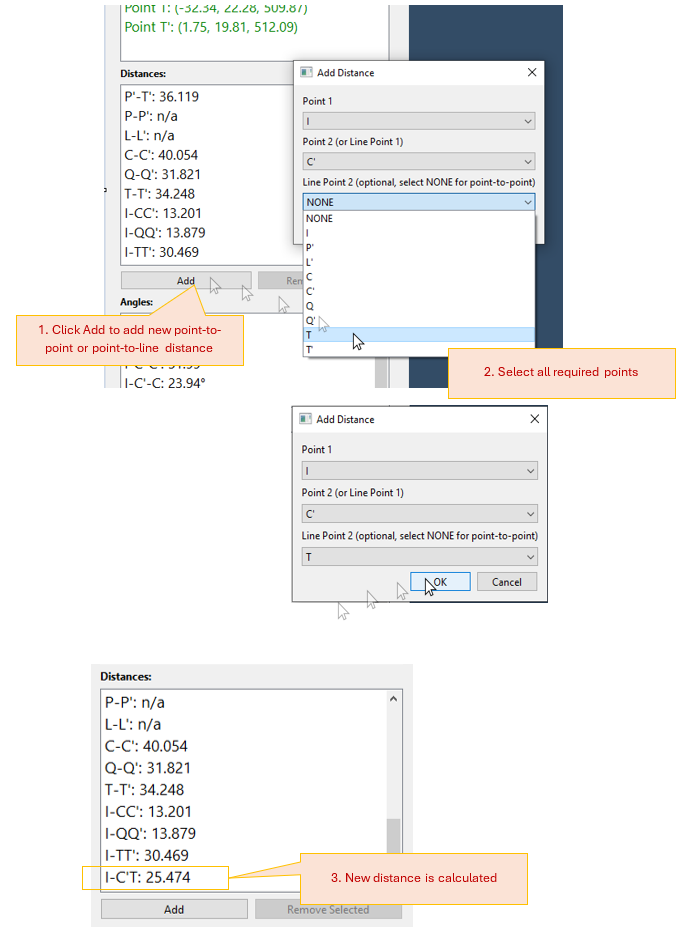 Point T: (-32.34, 22.28, 509.87)
Point T': (1.75, 19.81, 512.09)
Distances:
P'-T': 36.119
P-P': n/a
L-L': n/a
C-C': 40.054
Q-Q': 31.821
T-T': 34.248
I-CC': 13.201
I-QQ': 13.879
I-TT': 30.469
Add
Angles:
I-C'-C: 23.94°
Add Distance
Point 1
I
Point 2 (or Line Point 1)
C'
Line Point 2 (optional, select NONE for point-to-point)
NONE
NONE
I
P'
L'
C
C'
Q
Q'
T
T'
1. Click Add to add new point-to-
point or point-to-line distance
2. Select all required points
Add Distance
Point 1
I
Point 2 (or Line Point 1)
C'
Line Point 2 (optional, select NONE for point-to-point)
T
OK
Cancel
Distances:
P-P': n/a
L-L': n/a
C-C': 40.054
Q-Q': 31.821
T-T': 34.248
I-CC': 13.201
I-QQ': 13.879
I-TT': 30.469
I-C'T: 25.474
3. New distance is calculated
Add
Remove Selected